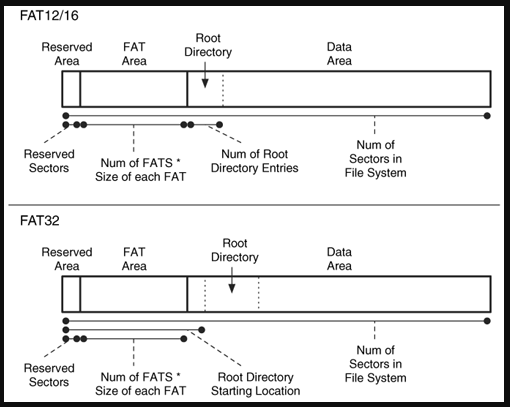 FAT12/16
Root
Directory
Reserved
Area
FAT
Area
Data
Area
Reserved
Sectors
Num of FATS *
Size of each FAT
Num of Root
Directory Entries
Num of
Sectors in
File System
FAT32
Root
Directory
Reserved
Area
FAT
Area
Data
Area
Reserved
Sectors
Num of FATS *
Size of each FAT
Root Directory
Starting Location
Num of
Sectors in
File System